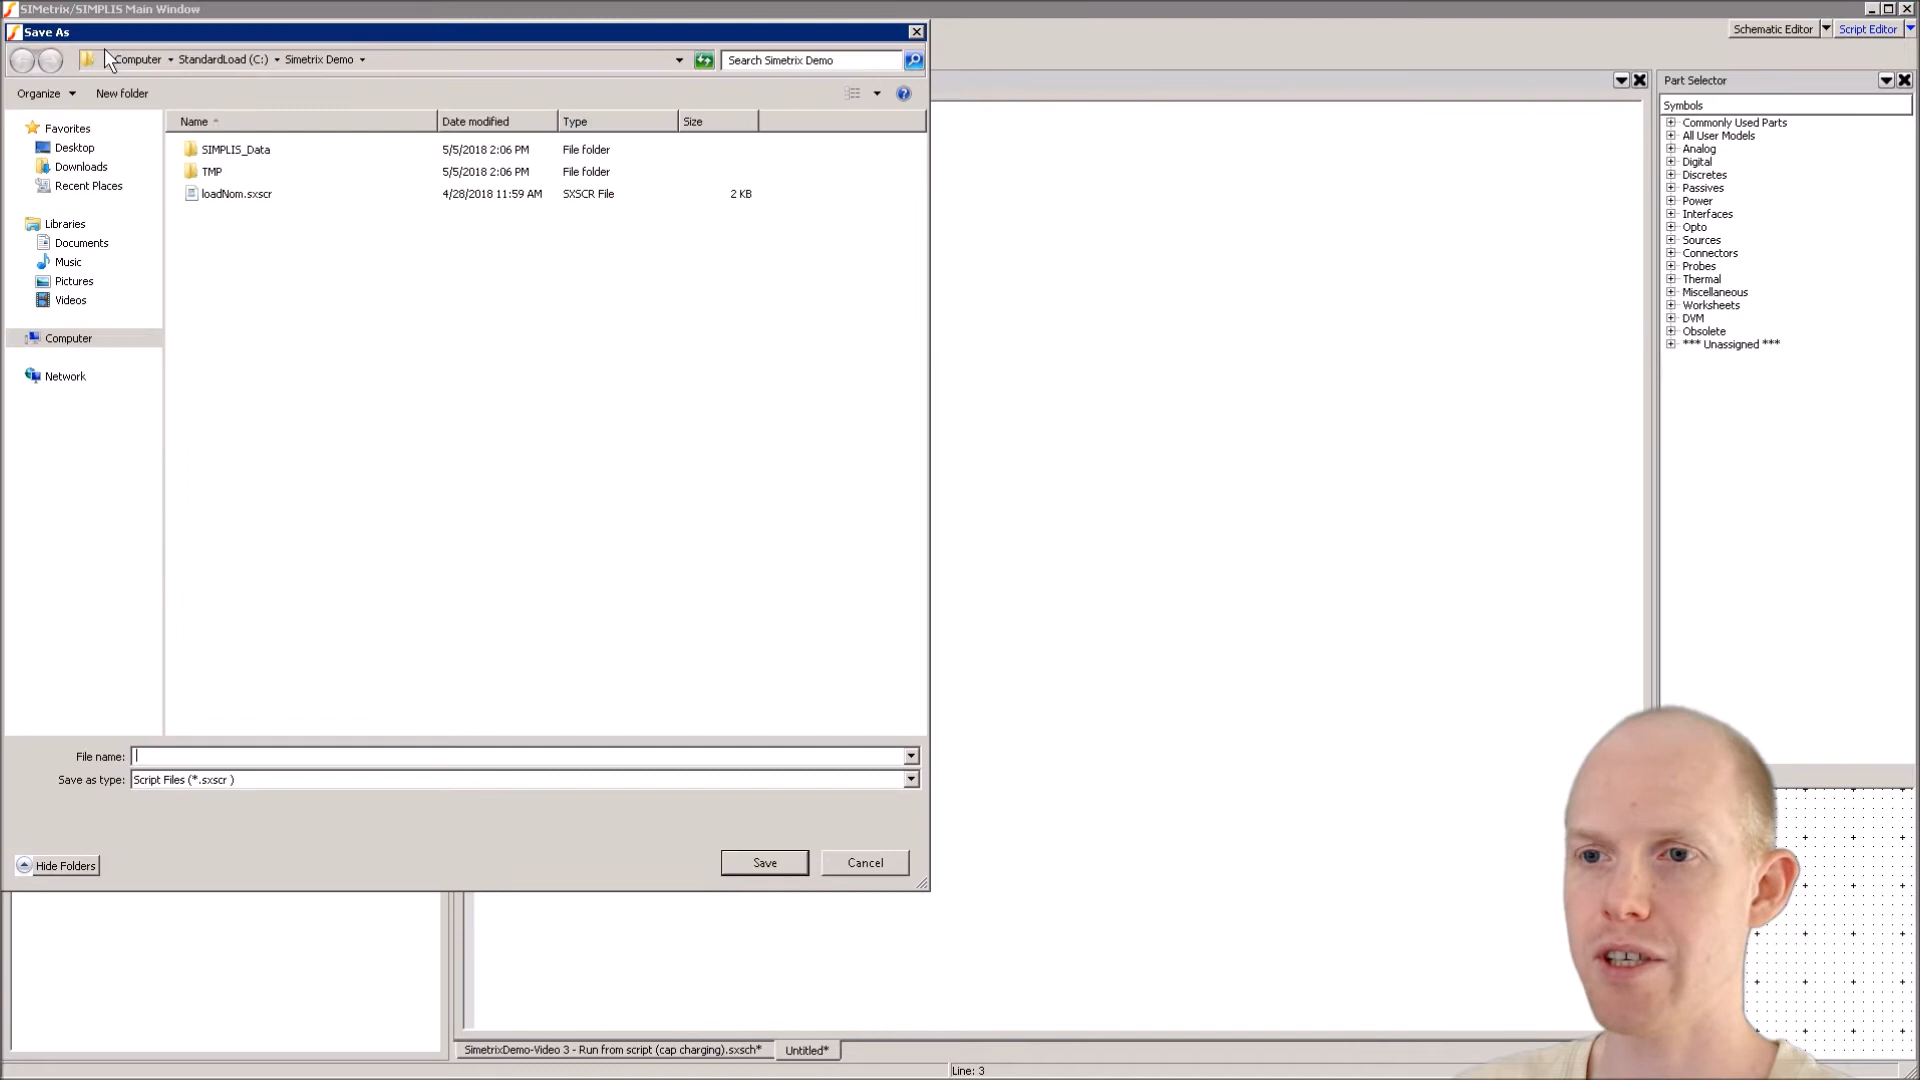 SIMetrix/SIMPLIS Main Window
Save As
Schematic Editor
Script Editor
Computer
StandardLoad (C:)
Simetrix Demo
Search Simetrix Demo
Organize
New folder
Part Selector
Name
Date modified
Type
Size
SIMPLIS_Data 5/5/2018 2:06 PM File folder
TMP 5/5/2018 2:06 PM File folder
loadNom.sxscr 4/28/2018 11:59 AM SXSCR File 2 KB
Favorites
Desktop
Downloads
Recent Places
Libraries
Documents
Music
Pictures
Videos
Computer
Network
Symbols
Commonly Used Parts
All User Models
Analog
Digital
Discretes
Passives
Power
Interfaces
Opto
Sources
Connectors
Probes
Thermal
Miscellaneous
Worksheets
DVM
Obsolete
*** Unassigned ***
File name:
Save as type: Script Files (*.sxscr )
Hide Folders
Save
Cancel
SimetrixDemo-Video 3 - Run from script (cap charging).sxsch*
Untitled*
Line: 3